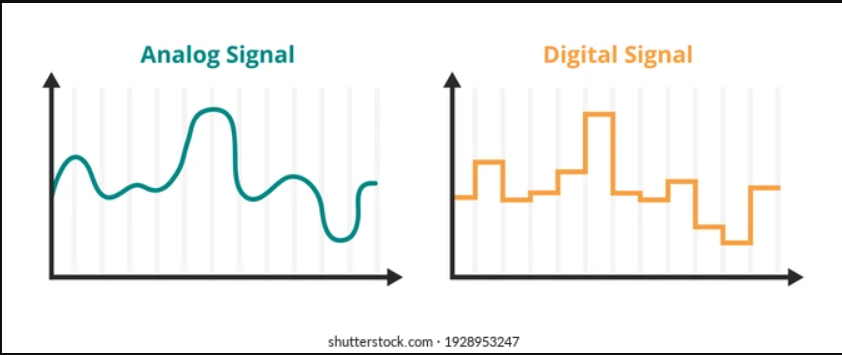 Analog Signal
Digital Signal
shutterstock.com · 1928953247